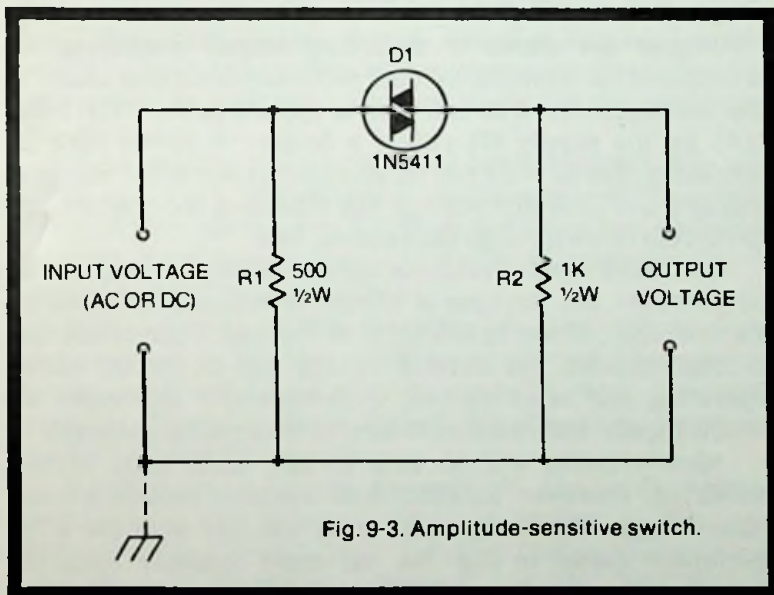 D1
1N5411
INPUT VOLTAGE
(AC OR DC)
R1
500
½W
R2
1K
½W
OUTPUT
VOLTAGE
Fig. 9-3. Amplitude-sensitive switch.